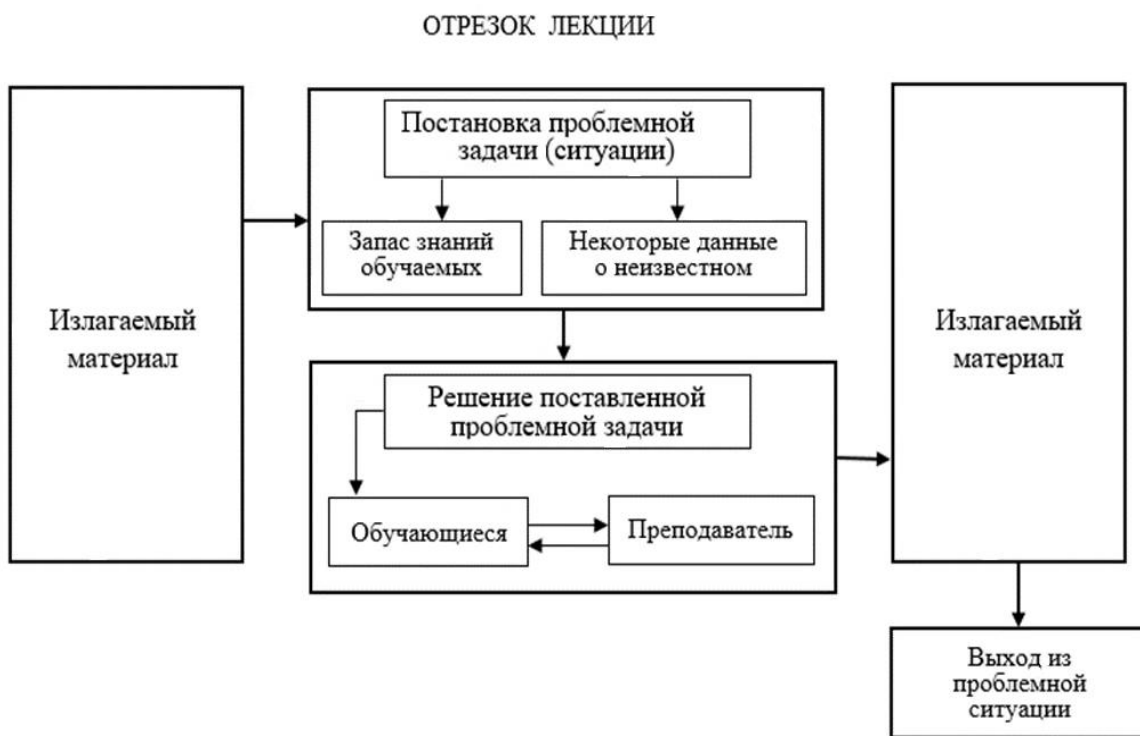 ОТРЕЗОК ЛЕКЦИИ
Излагаемый
материал
Постановка проблемной
задачи (ситуации)
Запас знаний
обучаемых
Некоторые данные
о неизвестном
Решение поставленной
проблемной задачи
Обучающиеся
Преподаватель
Излагаемый
материал
Выход из
проблемной
ситуации